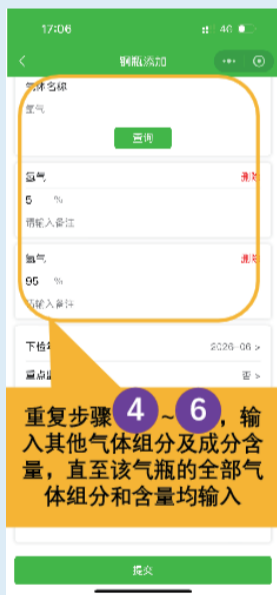 17:06
4G
钢瓶添加
气体名称
氩气
查询
删除
5 %
请输入备注
氩气
删除
95 %
请输入备注
下检
2026-06 >
重点监
否 >
重复步骤 4 ~ 6 ，输
入其他气体组分及成分含
量，直至该气瓶的全部气
体组分和含量均输入
提交